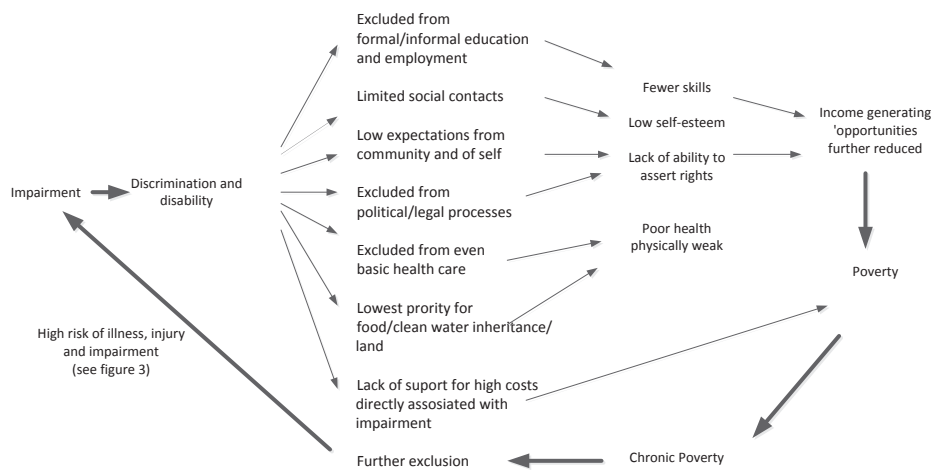 Impairment
Discrimination and
disability
Excluded from
formal/informal education
and employment
Limited social contacts
Low expectations from
community and of self
Excluded from
political/legal processes
Excluded from even
basic health care
Lowest prority for
food/clean water inheritance/
land
Lack of suport for high costs
directly assosiated with
impairment
Further exclusion
Fewer skills
Low self-esteem
Lack of ability to
assert rights
Poor health
physically weak
Income generating
'opportunities
further reduced
Poverty
Chronic Poverty
High risk of illness, injury
and impairment
(see figure 3)